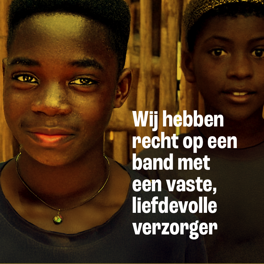 Wij hebben
recht op een
band met
een vaste,
liefdevolle
verzorger